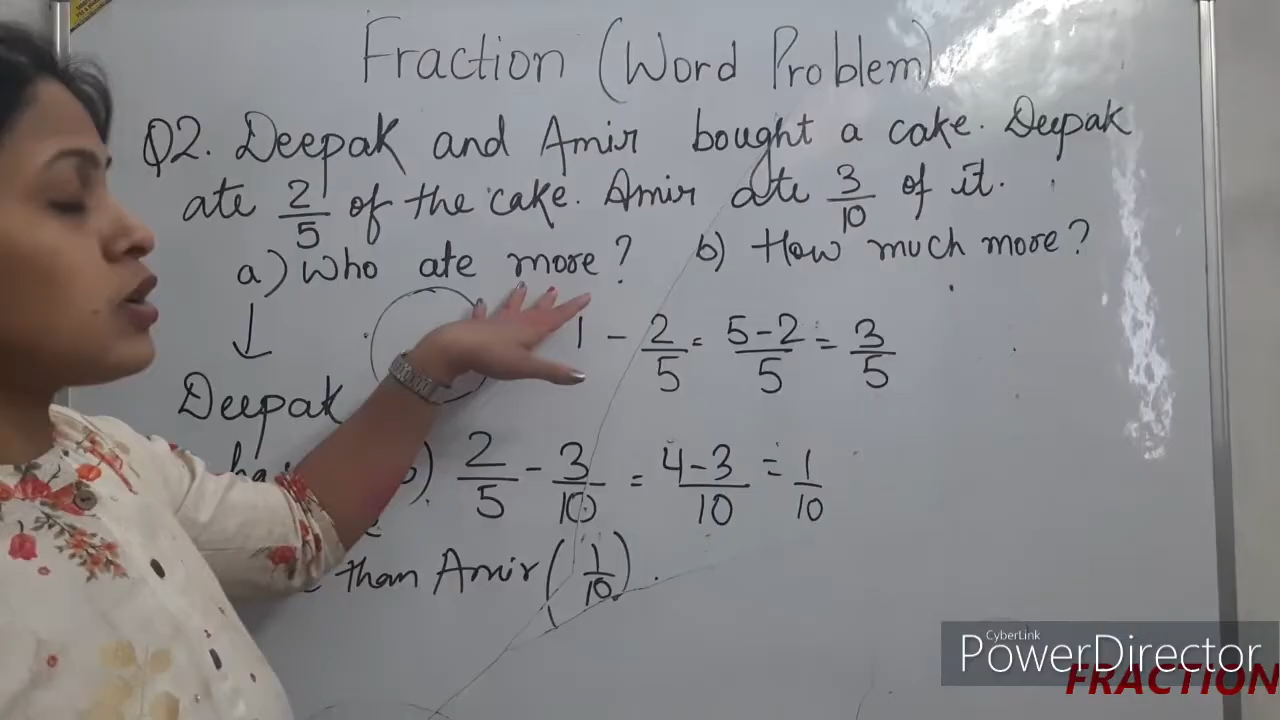 Fraction (Word Problem)
Q2. Deepak and Amir bought a cake. Deepak
ate 2/5 of the cake. Amir ate 3/10 of it.
a) Who ate more? b) How much more?
1 - 2/5 = 5-2/5 = 3/5
Deepak
b) 2/5 - 3/10 = 4-3/10 = 1/10
than Amir (1/10).
CyberLink
PowerDirector
FRACTION